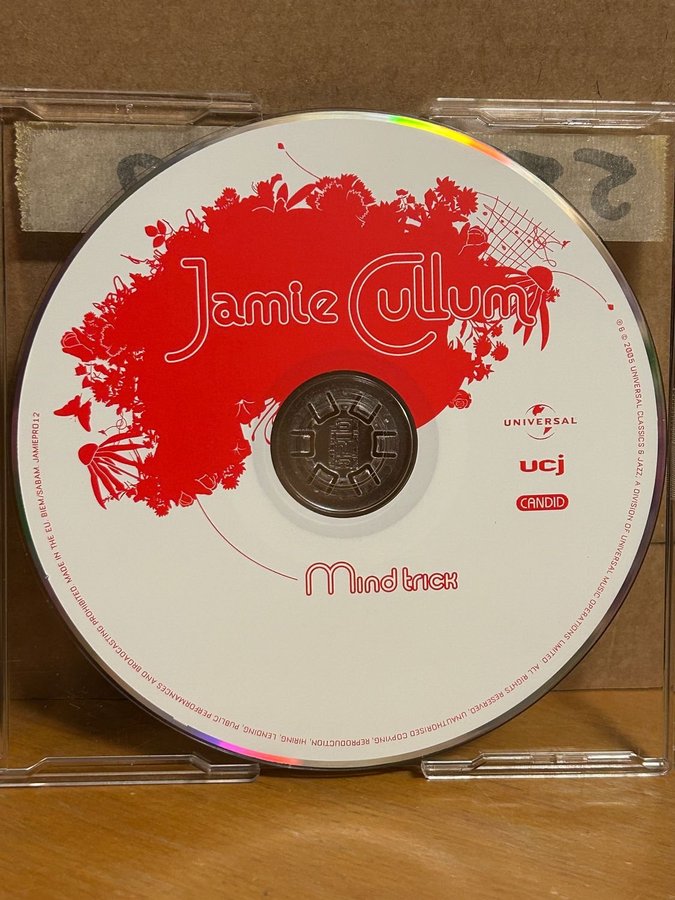 Jamie Cullum
UNIVERSAL
ucj
CANDID
Mind trick
℗ & © 2005 UNIVERSAL CLASSICS & JAZZ, A DIVISION OF UNIVERSAL MUSIC OPERATIONS LIMITED. ALL RIGHTS RESERVED. UNAUTHORISED COPYING, REPRODUCTION, HIRING, LENDING, PUBLIC PERFORMANCES AND BROADCASTING PROHIBITED MADE IN THE EU. BIEM/SABAM. JAMIEPRO12